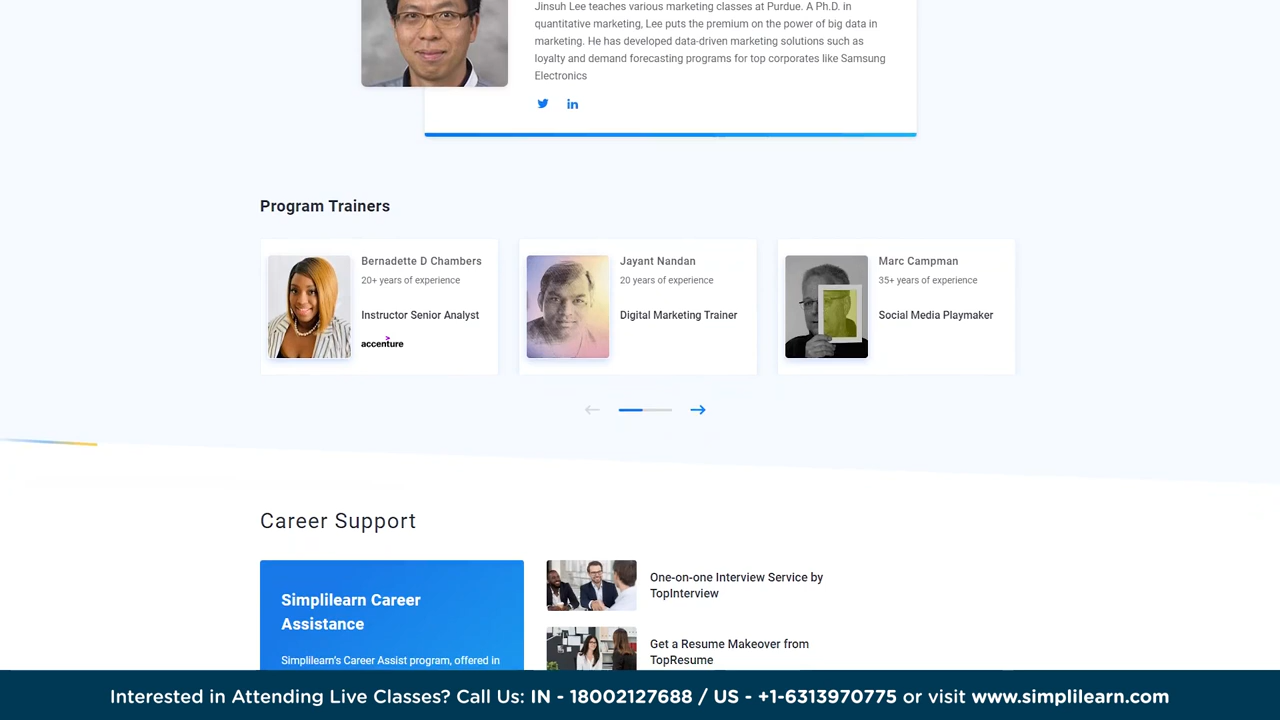 Jinsuh Lee teaches various marketing classes at Purdue. A Ph.D. in
quantitative marketing, Lee puts the premium on the power of big data in
marketing. He has developed data-driven marketing solutions such as
loyalty and demand forecasting programs for top corporates like Samsung
Electronics
in
Program Trainers
Bernadette D Chambers
20+ years of experience
Instructor Senior Analyst
accenture
Jayant Nandan
20 years of experience
Digital Marketing Trainer
Marc Campman
35+ years of experience
Social Media Playmaker
Career Support
Simplilearn Career
Assistance
Simplilearn's Career Assist program, offered in
One-on-one Interview Service by
TopInterview
Get a Resume Makeover from
TopResume
Interested in Attending Live Classes? Call Us: IN - 18002127688 / US - +1-6313970775 or visit www.simplilearn.com